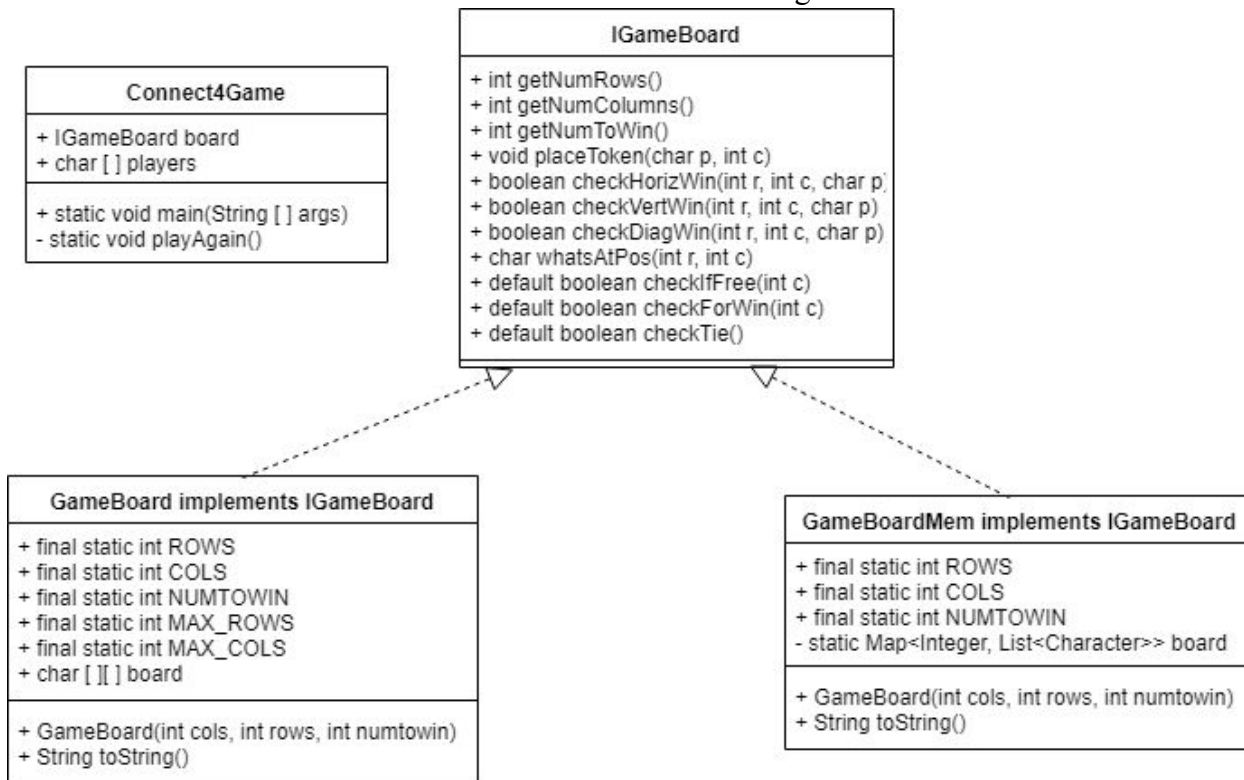 IGameBoard
+ int getNumRows()
+ int getNumColumns()
+ int getNumToWin()
+ void placeToken(char p, int c)
+ boolean checkHorizWin(int r, int c, char p)
+ boolean checkVertWin(int r, int c, char p)
+ boolean checkDiagWin(int r, int c, char p)
+ char whatsAtPos(int r, int c)
+ default boolean checkIfFree(int c)
+ default boolean checkForWin(int c)
+ default boolean checkTie()
Connect4Game
+ IGameBoard board
+ char [ ] players
+ static void main(String [ ] args)
- static void playAgain()
GameBoard implements IGameBoard
+ final static int ROWS
+ final static int COLS
+ final static int NUMTOWIN
+ final static int MAX_ROWS
+ final static int MAX_COLS
+ char [ ][ ] board
+ GameBoard(int cols, int rows, int numtowin)
+ String toString()
GameBoardMem implements IGameBoard
+ final static int ROWS
+ final static int COLS
+ final static int NUMTOWIN
- static Map<Integer, List<Character>> board
+ GameBoard(int cols, int rows, int numtowin)
+ String toString()